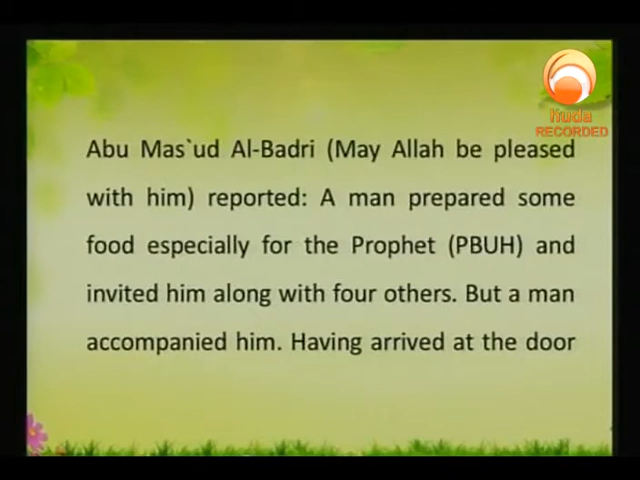 huda
RECORDED
Abu Mas`ud Al-Badri (May Allah be pleased
with him) reported: A man prepared some
food especially for the Prophet (PBUH) and
invited him along with four others. But a man
accompanied him. Having arrived at the door